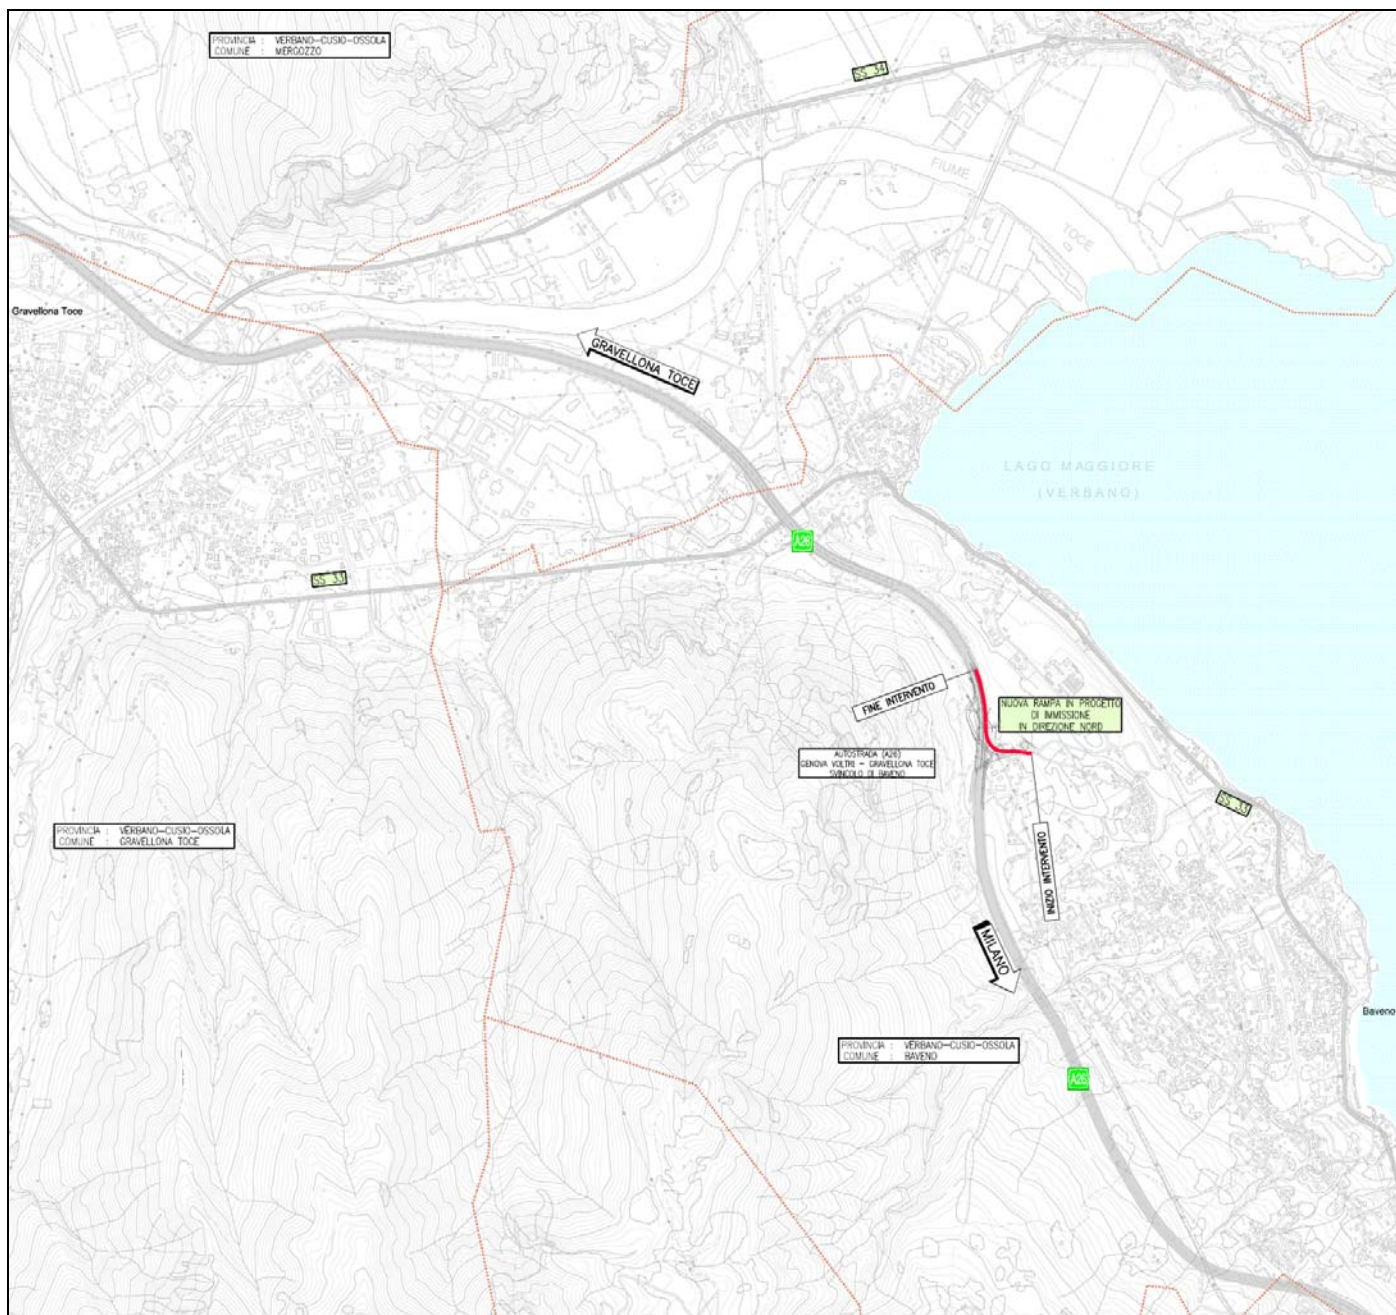 PROVINCIA : VERBANO-CUSIO-OSSOLA
COMUNE : MERGOZZO
SS 34
FIUME
TOCE
FIUME
TOCE
Gravellona Toce
GRAVELLONA TOCE
LAGO MAGGIORE
(VERBANO)
A26
SS 33
FINE INTERVENTO
NUOVA RAMPA IN PROGETTO
DI IMMISSIONE
IN DIREZIONE NORD
AUTOSTRADA (A26)
GENOVA VOLTRI - GRAVELLONA TOCE
SVINCOLO DI BAVENO
SS 33
PROVINCIA : VERBANO-CUSIO-OSSOLA
COMUNE : GRAVELLONA TOCE
INIZIO INTERVENTO
MILANO
Baveno
PROVINCIA : VERBANO-CUSIO-OSSOLA
COMUNE : BAVENO
A26